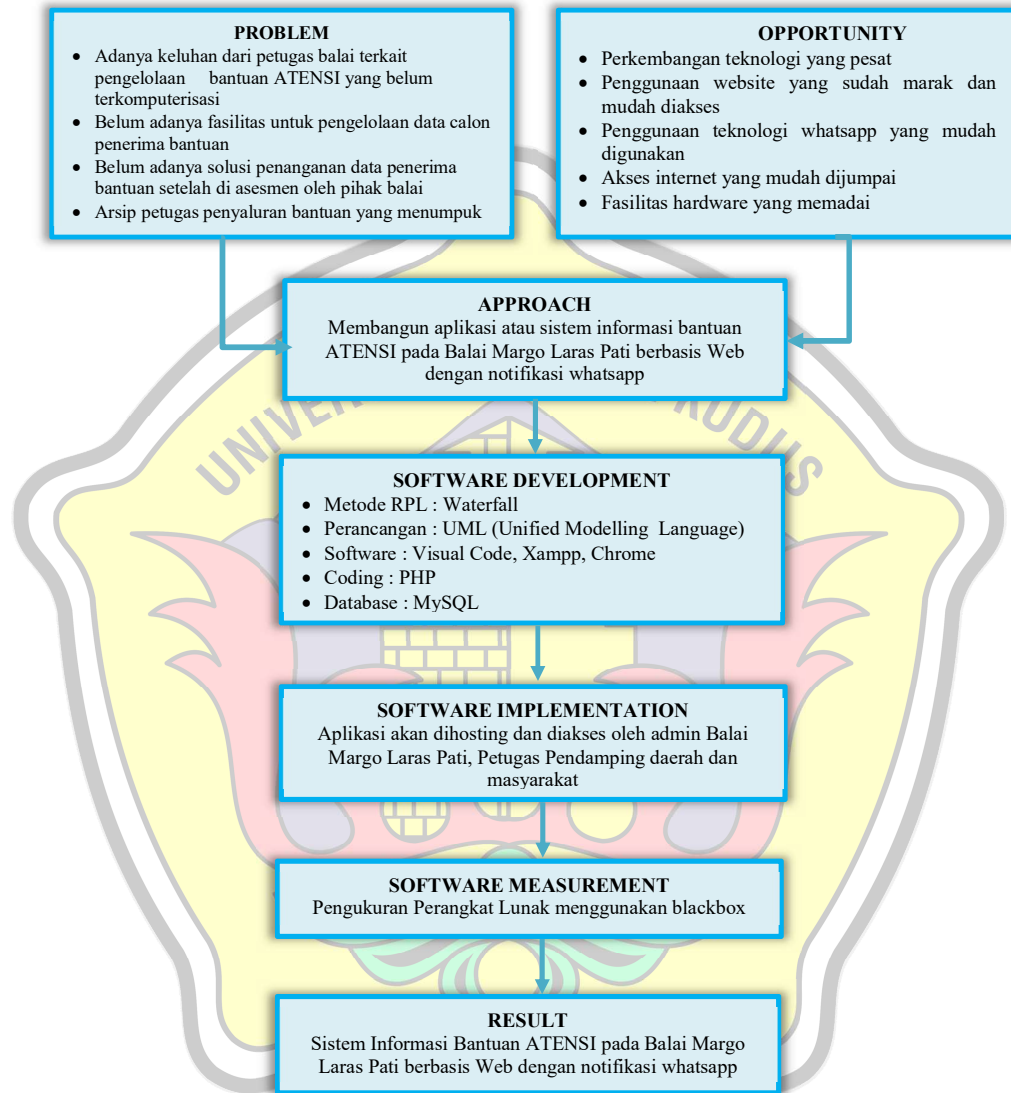 PROBLEM
• Adanya keluhan dari petugas balai terkait
pengelolaan bantuan ATENSI yang belum
terkomputerisasi
• Belum adanya fasilitas untuk pengelolaan data calon
penerima bantuan
• Belum adanya solusi penanganan data penerima
bantuan setelah di asesmen oleh pihak balai
• Arsip petugas penyaluran bantuan yang menumpuk
OPPORTUNITY
• Perkembangan teknologi yang pesat
• Penggunaan website yang sudah marak dan
mudah diakses
• Penggunaan teknologi whatsapp yang mudah
digunakan
• Akses internet yang mudah dijumpai
• Fasilitas hardware yang memadai
APPROACH
Membangun aplikasi atau sistem informasi bantuan
ATENSI pada Balai Margo Laras Pati berbasis Web
dengan notifikasi whatsapp
SOFTWARE DEVELOPMENT
• Metode RPL : Waterfall
• Perancangan : UML (Unified Modelling Language)
• Software : Visual Code, Xampp, Chrome
• Coding : PHP
• Database : MySQL
SOFTWARE IMPLEMENTATION
Aplikasi akan dihosting dan diakses oleh admin Balai
Margo Laras Pati, Petugas Pendamping daerah dan
masyarakat
SOFTWARE MEASUREMENT
Pengukuran Perangkat Lunak menggunakan blackbox
RESULT
Sistem Informasi Bantuan ATENSI pada Balai Margo
Laras Pati berbasis Web dengan notifikasi whatsapp